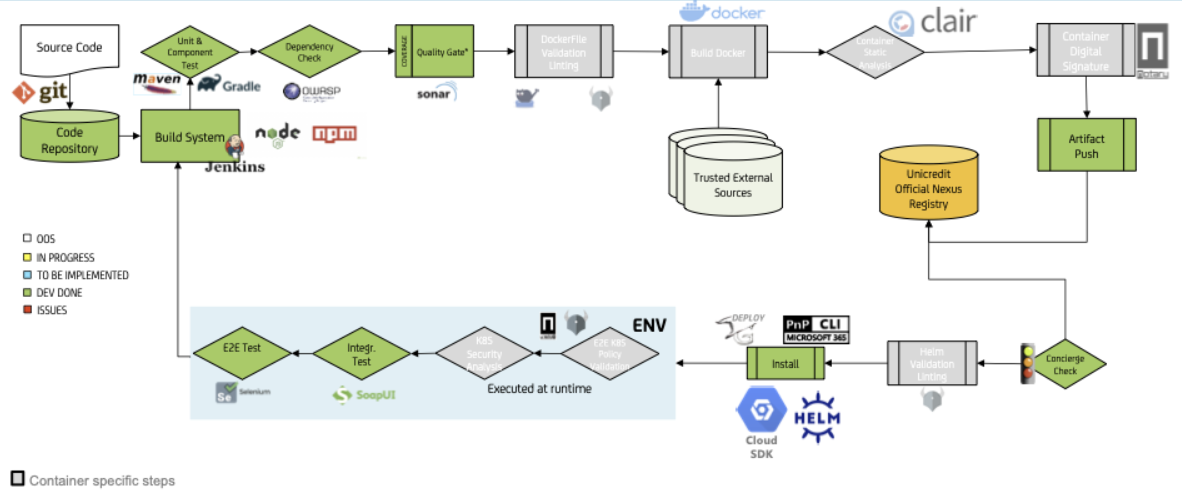 Source Code
git
Code
Repository
Unit &
Component
Test
maven
Gradle
Dependency
Check
OWASP
COVERAGE
Quality Gate*
sonar
DockerFile
Validation
Linting
docker
Build Docker
clair
Container
Static
Analysis
Container
Digital
Signature
notary
Build System
Jenkins
node
JS
npm
Trusted External
Sources
Unicredit
Official Nexus
Registry
Artifact
Push
OOS
IN PROGRESS
TO BE IMPLEMENTED
DEV DONE
ISSUES
ENV
E2E Test
Se
Selenium
Integr.
Test
SoapUI
K8S
Security
Analysis
E2E K8S
Policy
Validation
Executed at runtime
DEPLOY
PnP CLI
MICROSOFT 365
Install
Cloud
SDK
HELM
Helm
Validation
Linting
Concierge
Check
Container specific steps